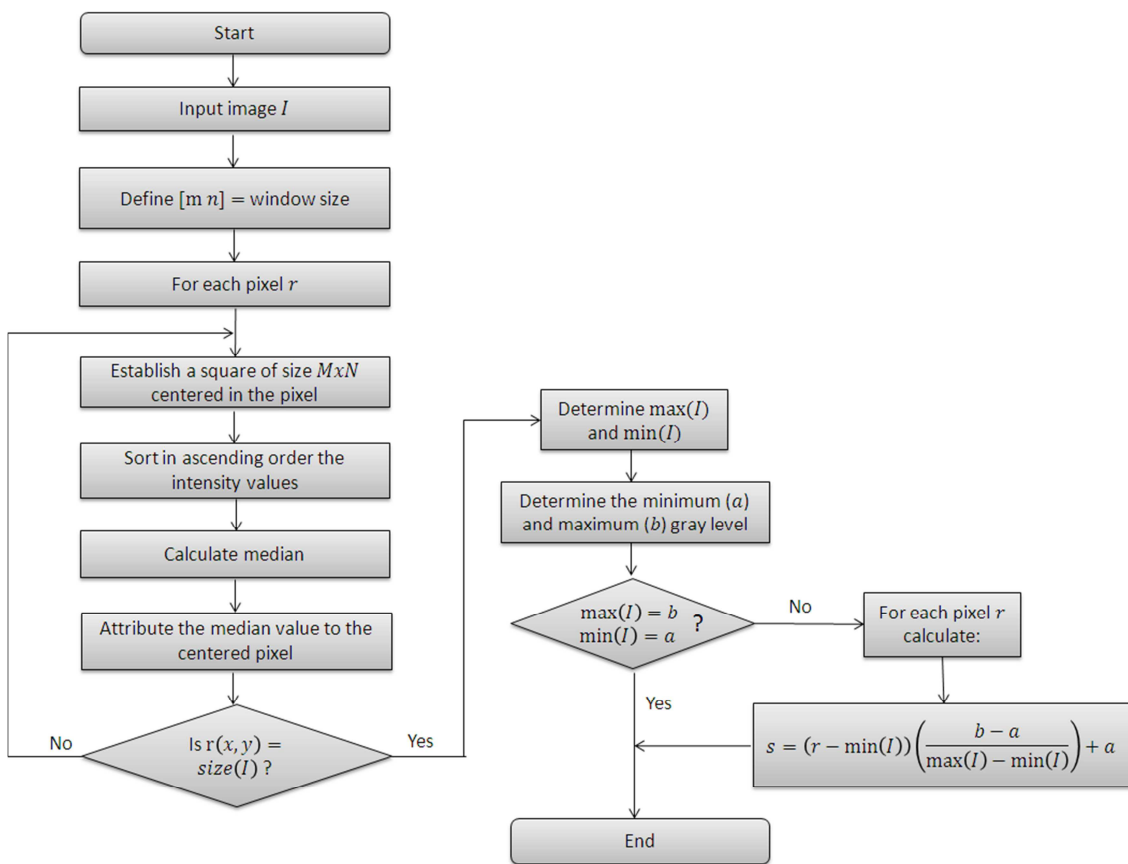 Start
Input image I
Define [m n] = window size
For each pixel r
Establish a square of size MxN
centered in the pixel
Sort in ascending order the
intensity values
Calculate median
Attribute the median value to the
centered pixel
Is r(x, y) =
size(I) ?
No
Yes
Determine max(I)
and min(I)
Determine the minimum (a)
and maximum (b) gray level
max(I) = b
min(I) = a ?
No
Yes
For each pixel r
calculate:
s = (r − min(I)) ( b − a / max(I) − min(I) ) + a
End